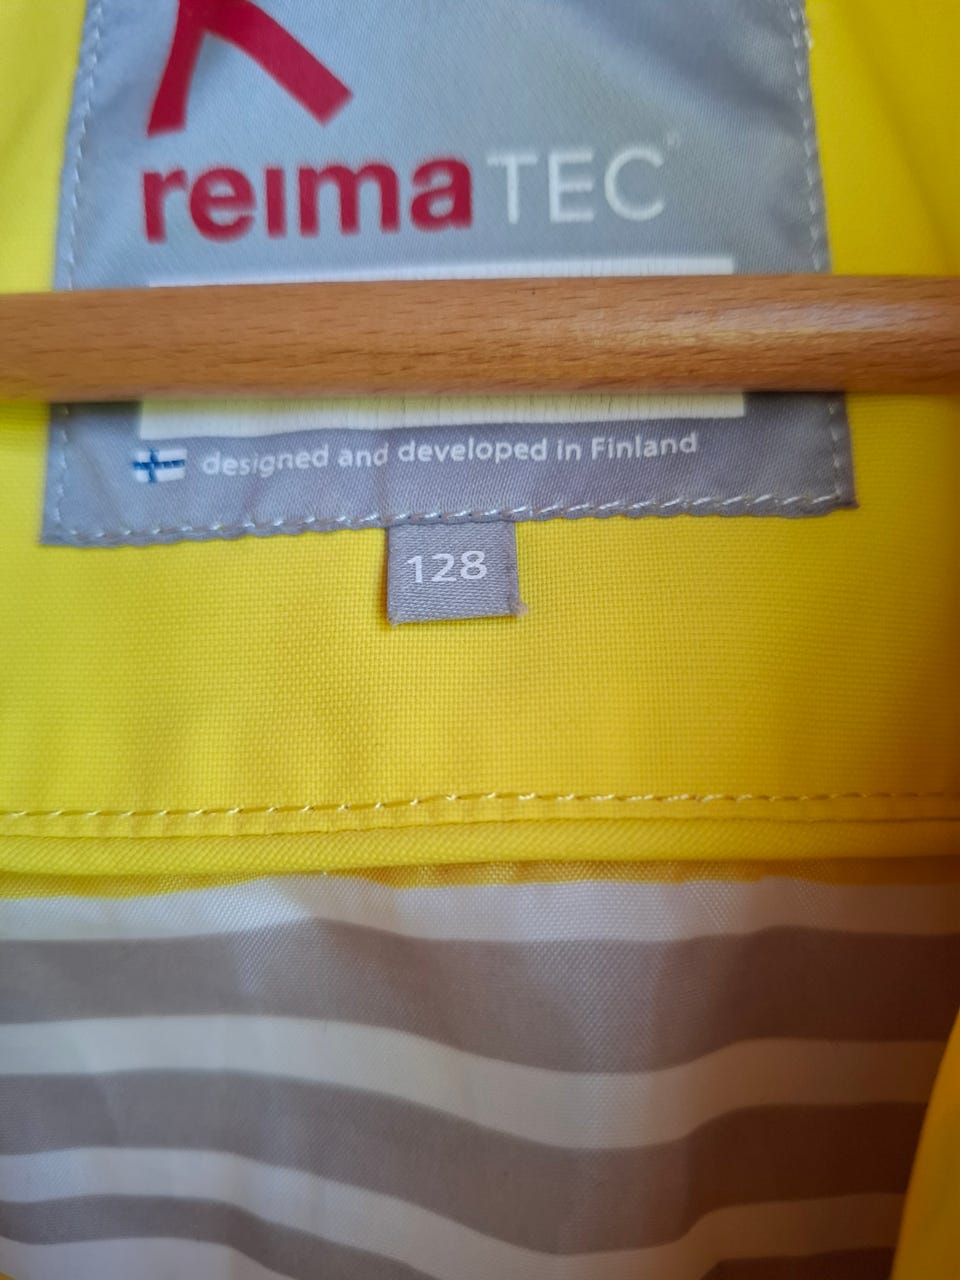 reima TEC
designed and developed in Finland
128